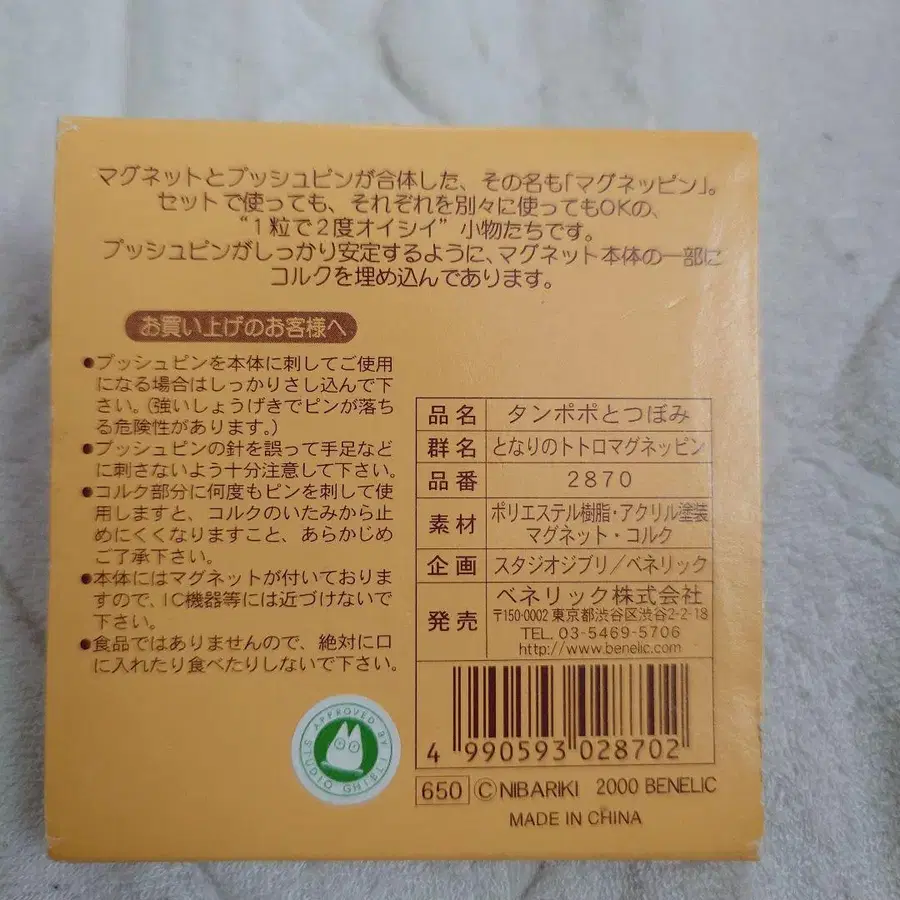 マグネットとプッシュピンが合体した、その名も「マグネッピン」。
セットで使っても、それぞれを別々に使ってもOKの、
“1粒で2度オイシイ” 小物たちです。
プッシュピンがしっかり安定するように、マグネット本体の一部に
コルクを埋め込んであります。
お買い上げのお客様へ
●プッシュピンを本体に刺してご使用
になる場合はしっかりさし込んで下
さい。(強いしょうげきでピンが落ち
る危険性があります。)
●プッシュピンの針を誤って手足など
に刺さないよう十分注意して下さい。
●コルク部分に何度もピンを刺して使
用しますと、コルクのいたみから止
めにくくなりますこと、あらかじめ
ご了承下さい。
●本体にはマグネットが付いておりま
すので、IC機器等には近づけないで
下さい。
●食品ではありませんので、絶対に口
に入れたり食べたりしないで下さい。
品名 タンポポとつぼみ
群名 となりのトトロマグネッピン
品番 2870
素材 ポリエステル樹脂・アクリル塗装
マグネット・コルク
企画 スタジオジブリ/ベネリック
発売 ベネリック株式会社
〒150-0002 東京都渋谷区渋谷2-2-18
TEL. 03-5469-5706
http://www.benelic.com
4 990593 028702
APPROVED BY STUDIO GHIBLI
650 ©NIBARIKI 2000 BENELIC
MADE IN CHINA